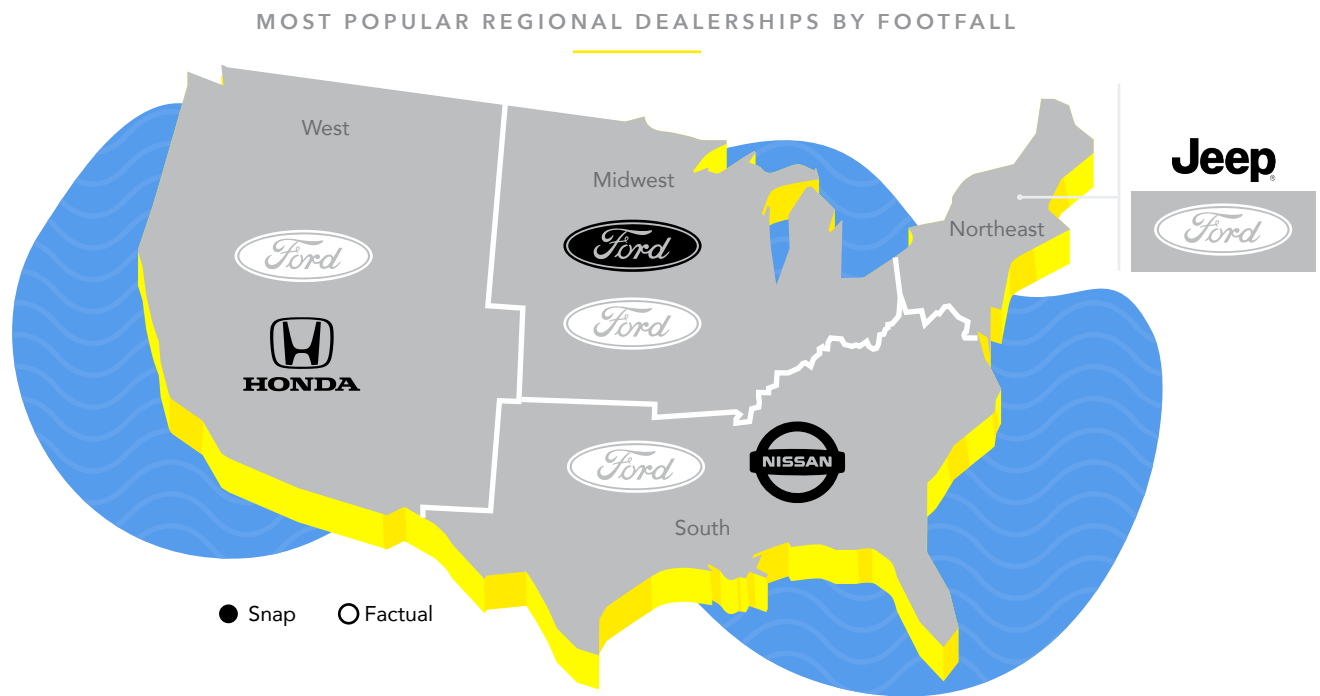 MOST POPULAR REGIONAL DEALERSHIPS BY FOOTFALL
West
Midwest
Northeast
Jeep®
Ford
Ford
Ford
Ford
HONDA
Ford
NISSAN
South
Snap
Factual